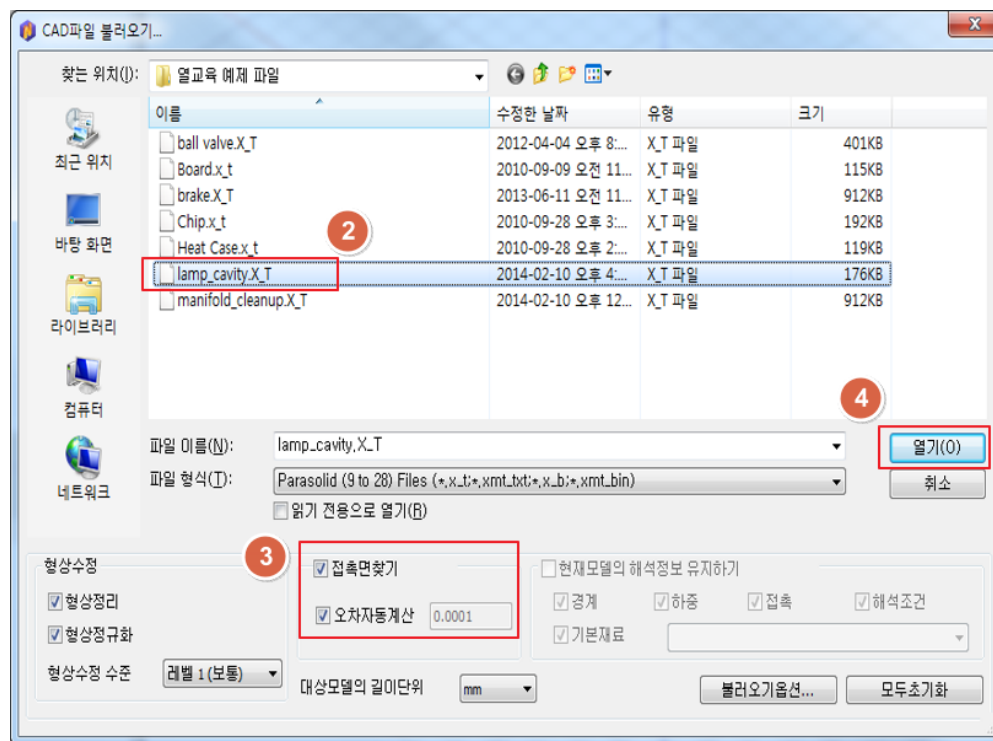 CAD파일 불러오기...
찾는 위치(I): 열교육 예제 파일
이름 수정한 날짜 유형 크기
ball valve.X_T 2012-04-04 오후 8:... X_T 파일 401KB
Board.x_t 2010-09-09 오전 11... X_T 파일 115KB
brake.X_T 2013-06-11 오전 11... X_T 파일 912KB
Chip.x_t 2010-09-28 오후 3:... X_T 파일 192KB
Heat Case.x_t 2010-09-28 오후 2:... X_T 파일 119KB
lamp_cavity.X_T 2014-02-10 오후 4:... X_T 파일 176KB
manifold_cleanup.X_T 2014-02-10 오후 12... X_T 파일 912KB
최근 위치
바탕 화면
라이브러리
컴퓨터
네트워크
2
4
파일 이름(N): lamp_cavity.X_T 열기(O)
파일 형식(T): Parasolid (9 to 28) Files (*.x_t;*.xmt_txt;*.x_b;*.xmt_bin) 취소
읽기 전용으로 열기(R)
3
형상수정 접촉면찾기 현재모델의 해석정보 유지하기
형상정리 오차자동계산 0.0001 경계 하중 접촉 해석조건
형상정규화 기본재료
형상수정 수준 레벨 1(보통) 대상모델의 길이단위 mm 불러오기옵션... 모두초기화